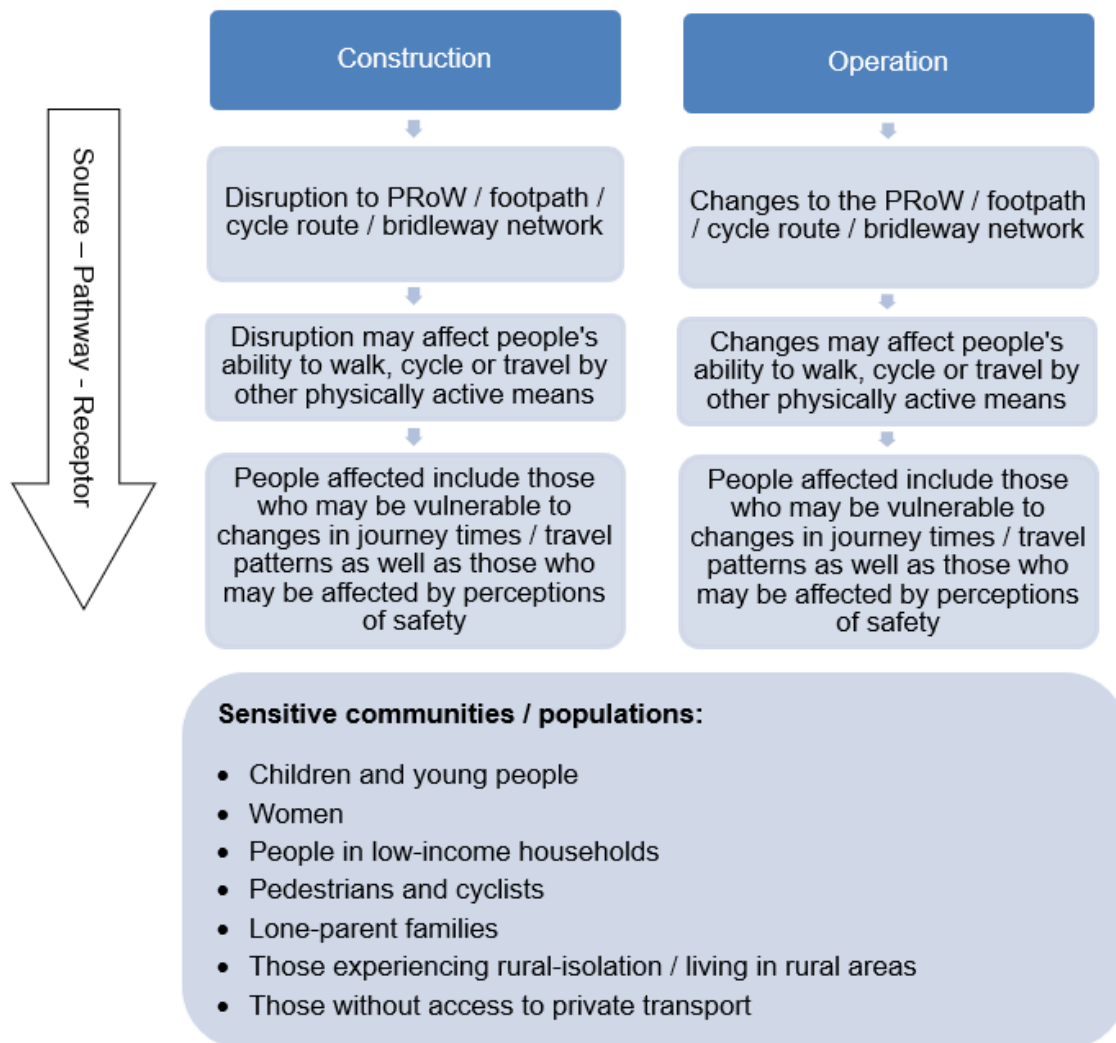 Construction
Operation
Source – Pathway - Receptor
Disruption to PRoW / footpath /
cycle route / bridleway network
Changes to the PRoW / footpath
/ cycle route / bridleway network
Disruption may affect people's
ability to walk, cycle or travel by
other physically active means
Changes may affect people's
ability to walk, cycle or travel by
other physically active means
People affected include those
who may be vulnerable to
changes in journey times / travel
patterns as well as those who
may be affected by perceptions
of safety
People affected include those
who may be vulnerable to
changes in journey times / travel
patterns as well as those who
may be affected by perceptions
of safety
Sensitive communities / populations:
• Children and young people
• Women
• People in low-income households
• Pedestrians and cyclists
• Lone-parent families
• Those experiencing rural-isolation / living in rural areas
• Those without access to private transport